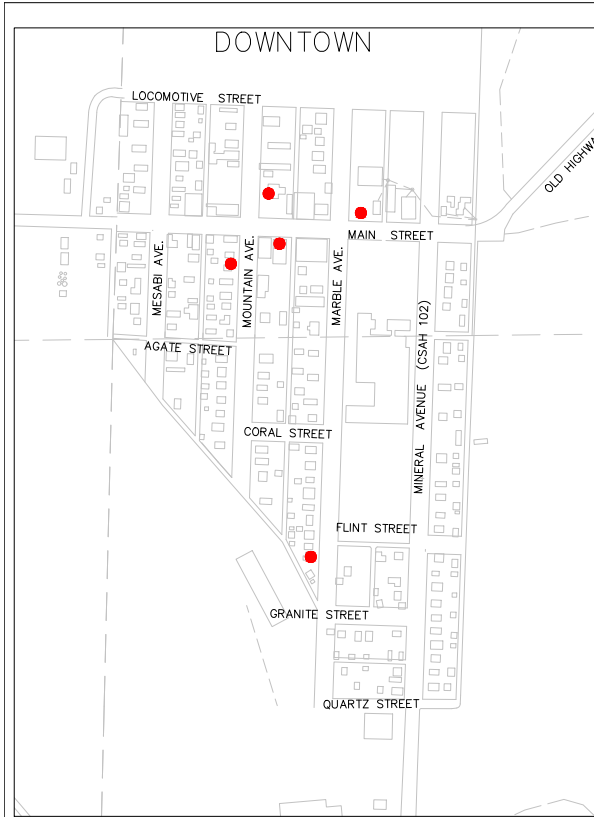 DOWNTOWN
LOCOMOTIVE STREET
OLD HIGHWA
MAIN STREET
MESABI AVE.
MOUNTAIN AVE.
MARBLE AVE.
MINERAL AVENUE (CSAH 102)
AGATE STREET
CORAL STREET
FLINT STREET
GRANITE STREET
QUARTZ STREET